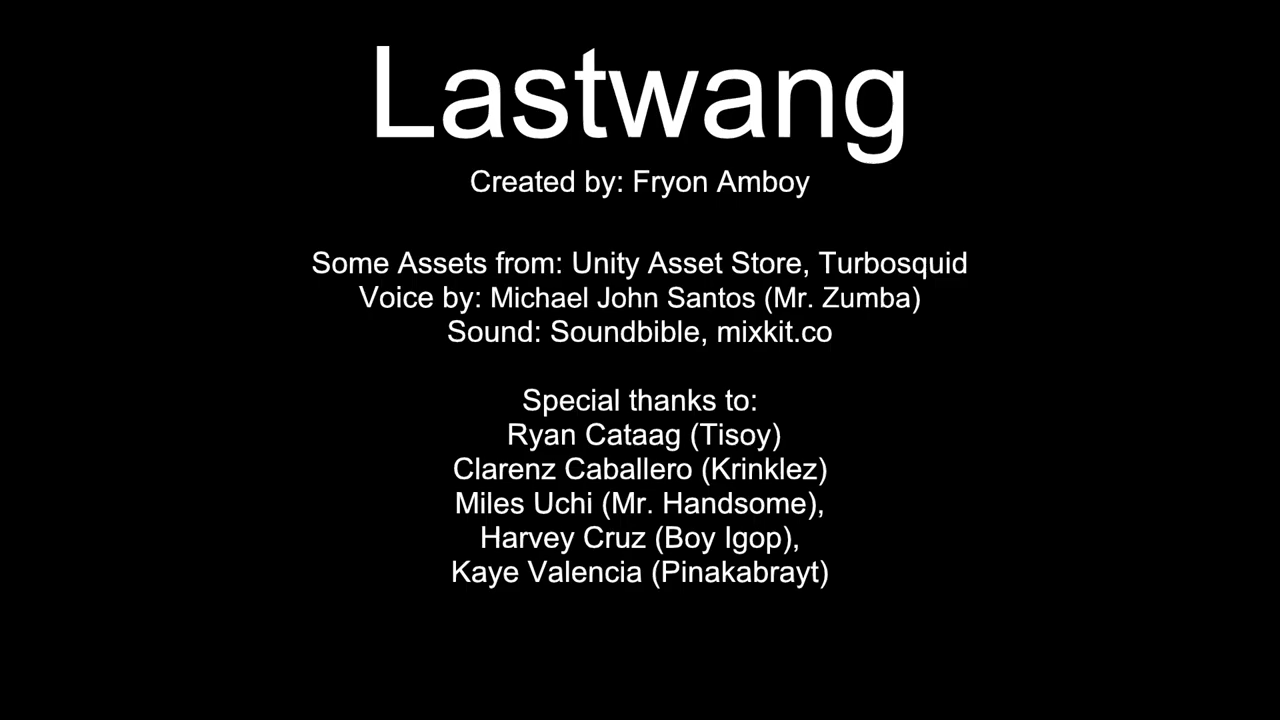 Lastwang
Created by: Fryon Amboy
Some Assets from: Unity Asset Store, Turbosquid
Voice by: Michael John Santos (Mr. Zumba)
Sound: Soundbible, mixkit.co
Special thanks to:
Ryan Cataag (Tisoy)
Clarenz Caballero (Krinklez)
Miles Uchi (Mr. Handsome),
Harvey Cruz (Boy Igop),
Kaye Valencia (Pinakabrayt)